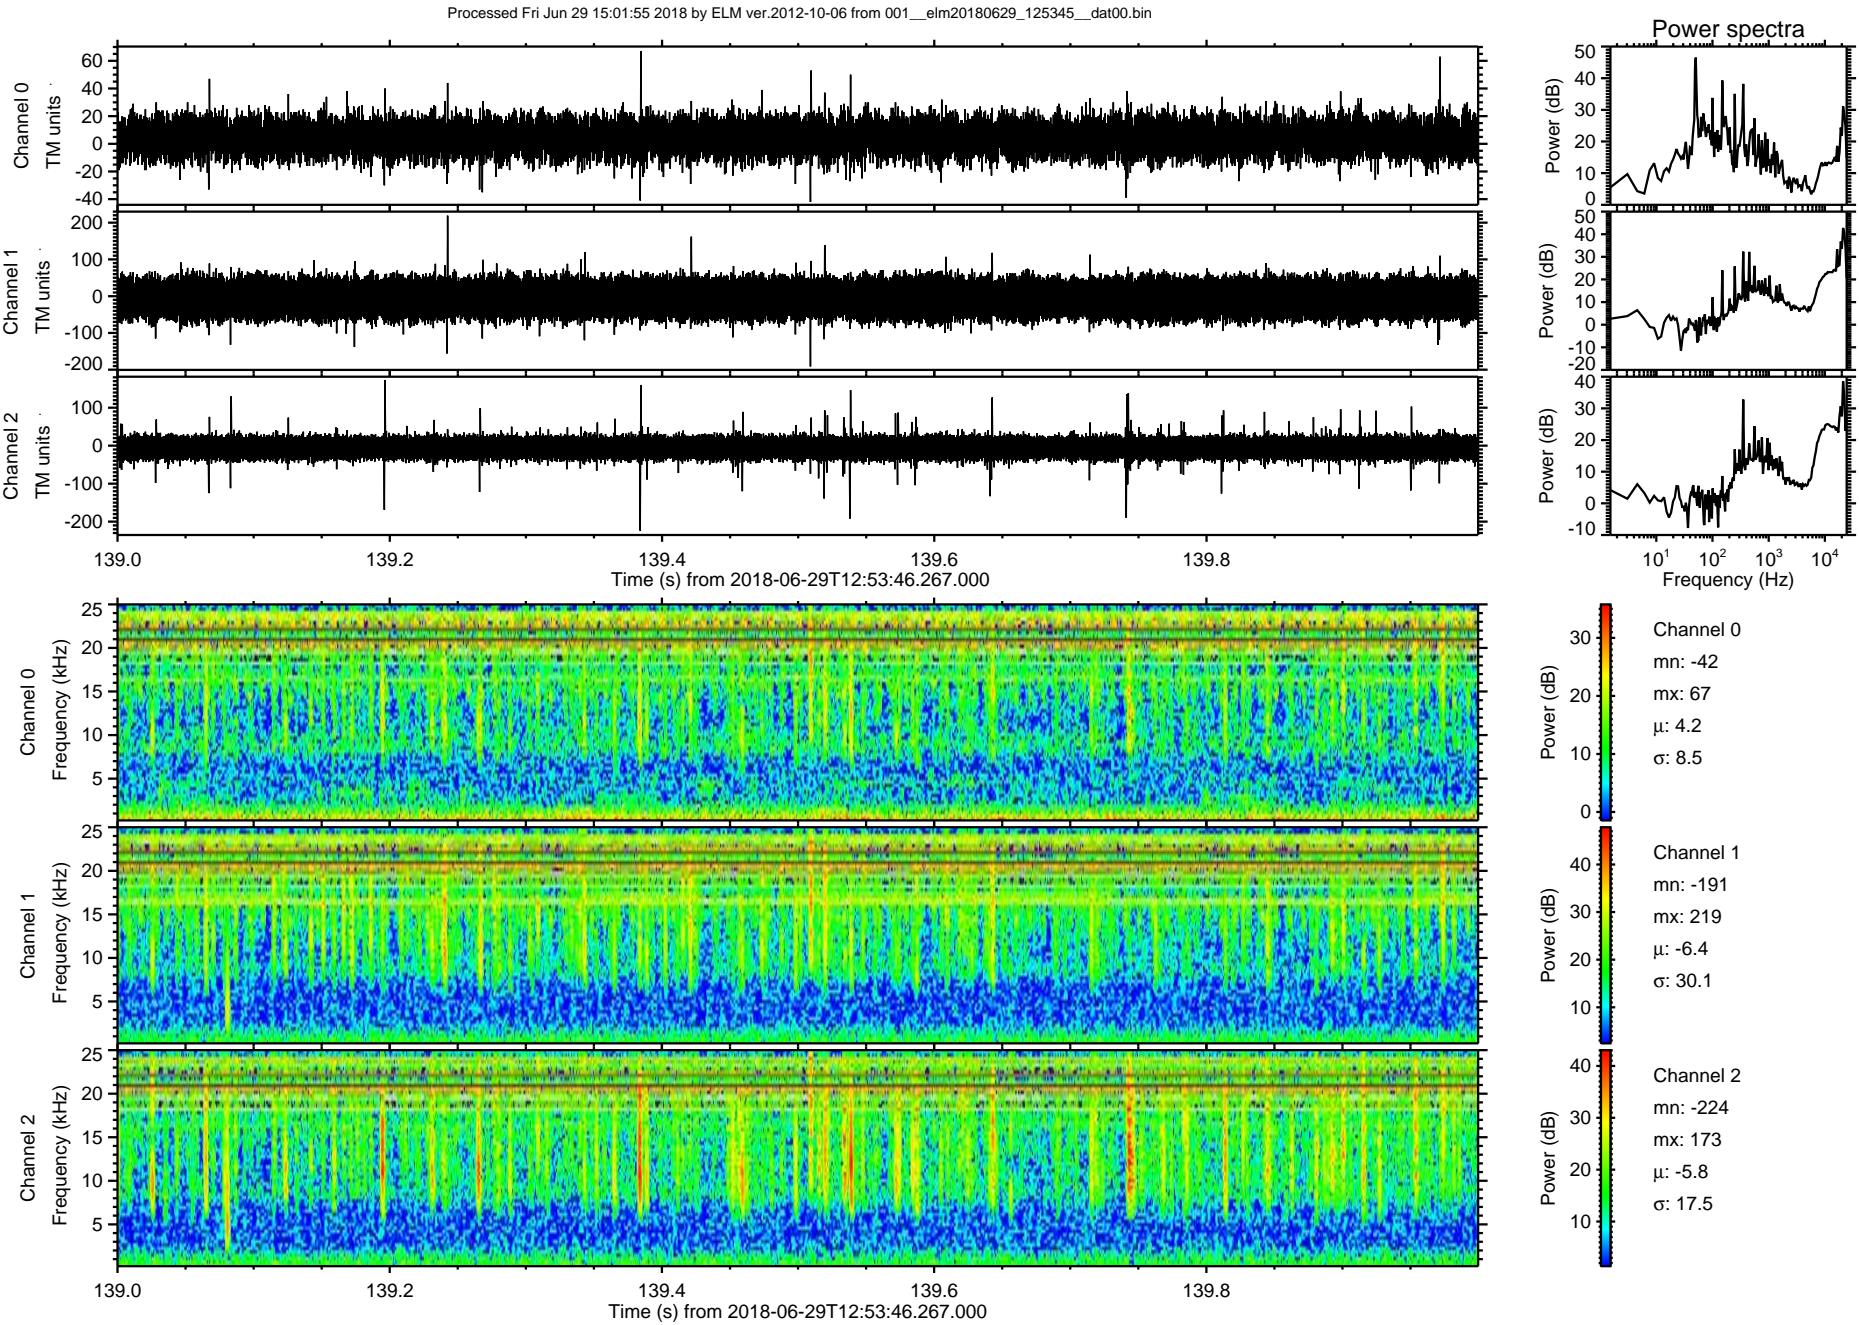 Processed Fri Jun 29 15:01:55 2018 by ELM ver.2012-10-06 from 001__elm20180629_125345__dat00.bin
Power spectra
Channel 0
TM units
60
40
20
0
-20
-40
Power (dB)
50
40
30
20
10
0
Channel 1
TM units
200
100
0
-100
-200
Power (dB)
50
40
30
20
10
0
-10
-20
Channel 2
TM units
100
0
-100
-200
Power (dB)
40
30
20
10
0
-10
139.0 139.2 139.4 139.6 139.8
Time (s) from 2018-06-29T12:53:46.267.000
10^1 10^2 10^3 10^4
Frequency (Hz)
Channel 0
Frequency (kHz)
25
20
15
10
5
Power (dB)
30
20
10
0
Channel 0
mn: -42
mx: 67
μ: 4.2
σ: 8.5
Channel 1
Frequency (kHz)
25
20
15
10
5
Power (dB)
40
30
20
10
Channel 1
mn: -191
mx: 219
μ: -6.4
σ: 30.1
Channel 2
Frequency (kHz)
25
20
15
10
5
Power (dB)
40
30
20
10
Channel 2
mn: -224
mx: 173
μ: -5.8
σ: 17.5
139.0 139.2 139.4 139.6 139.8
Time (s) from 2018-06-29T12:53:46.267.000